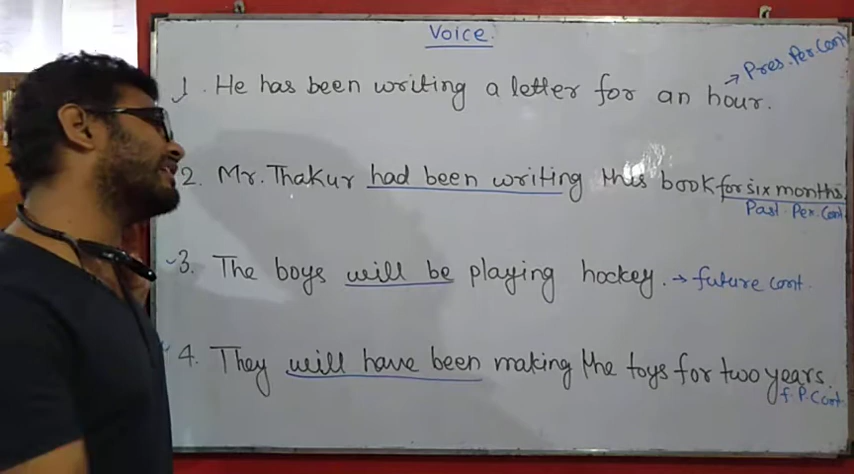 Voice.
→ Pres. Per. Cont
1. He has been writing a letter for an hour.
2. Mr. Thakur had been writing this book for six months.
Past. Per. Cont.
3. The boys will be playing hockey. → future cont.
4. They will have been making the toys for two years.
f. P. Cont.